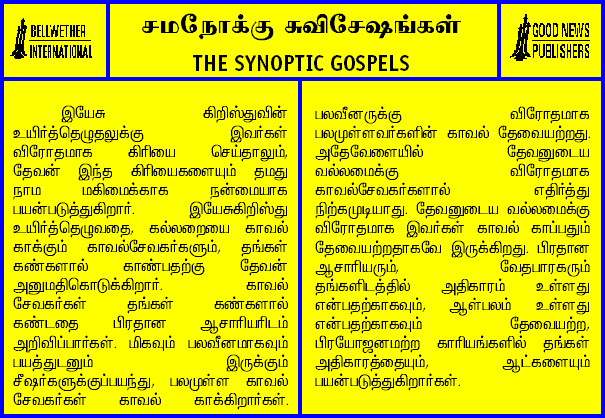 BELLWETHER
INTERNATIONAL
சமநோக்கு சுவிசேஷங்கள்
THE SYNOPTIC GOSPELS
GOOD NEWS
PUBLISHERS
இயேசு கிறிஸ்துவின்
உயிர்த்தெழுதலுக்கு இவர்கள்
விரோதமாக கிரியை செய்தாலும்,
தேவன் இந்த கிரியைகளையும் தமது
நாம மகிமைக்காக நன்மையாக
பயன்படுத்துகிறார். இயேசுகிறிஸ்து
உயிர்த்தெழுவதை, கல்லறையை காவல்
காக்கும் காவல்சேவகர்களும், தங்கள்
கண்களால் காண்பதற்கு தேவன்
அனுமதிகொடுக்கிறார். காவல்
சேவகர்கள் தங்கள் கண்களால்
கண்டதை பிரதான ஆசாரியரிடம்
அறிவிப்பார்கள். மிகவும் பலவீனமாகவும்
பயத்துடனும் இருக்கும்
சீஷர்களுக்குப்பயந்து, பலமுள்ள காவல்
சேவகர்கள் காவல் காக்கிறார்கள்.
பலவீனருக்கு விரோதமாக
பலமுள்ளவர்களின் காவல் தேவையற்றது.
அதேவேளையில் தேவனுடைய
வல்லமைக்கு விரோதமாக
காவல்சேவகர்களால் எதிர்த்து
நிற்கமுடியாது. தேவனுடைய வல்லமைக்கு
விரோதமாக இவர்கள் காவல் காப்பதும்
தேவையற்றதாகவே இருக்கிறது. பிரதான
ஆசாரியரும், வேதபாரகரும்
தங்களிடத்தில் அதிகாரம் உள்ளது
என்பதற்காகவும், ஆள்பலம் உள்ளது
என்பதற்காகவும் தேவையற்ற,
பிரயோஜனமற்ற காரியங்களில் தங்கள்
அதிகாரத்தையும், ஆட்களையும்
பயன்படுத்துகிறார்கள்.